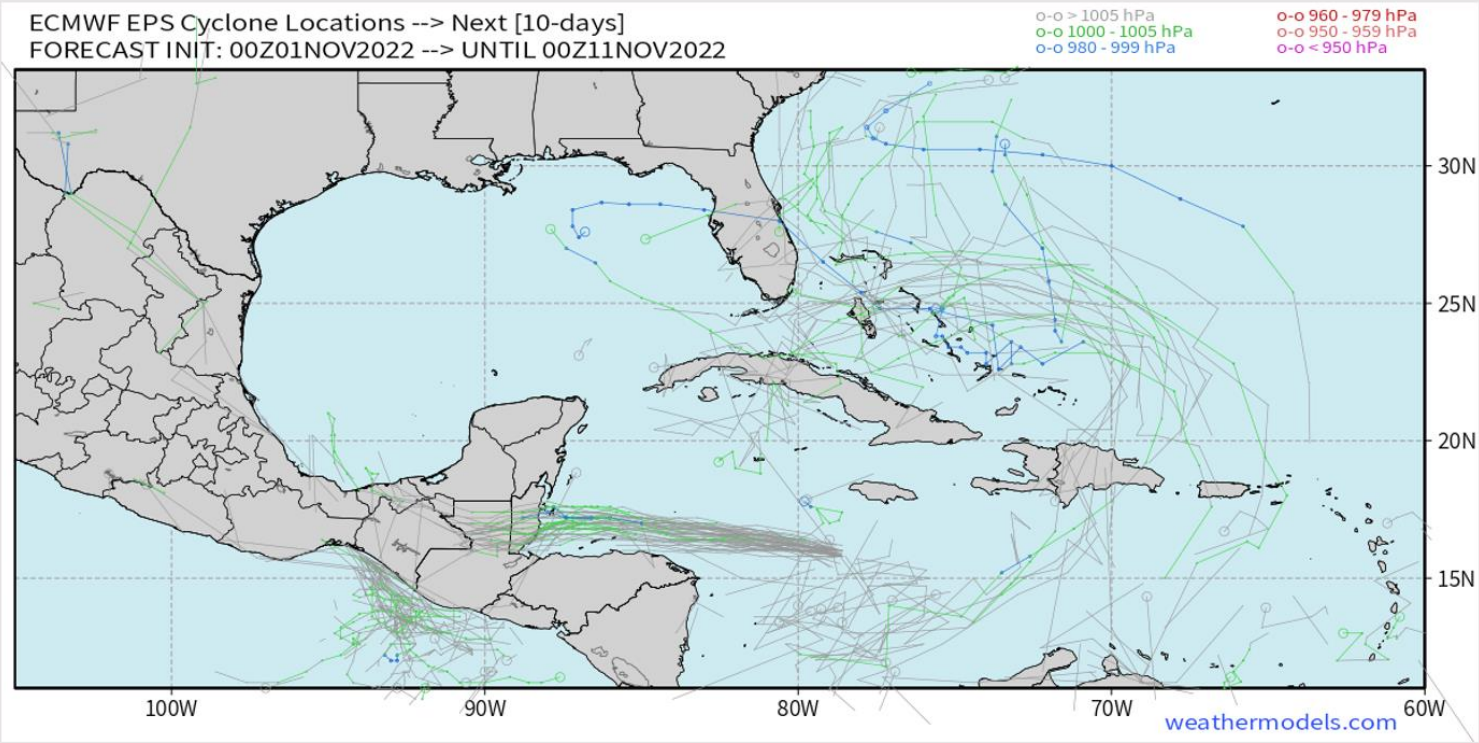 ECMWF EPS Cyclone Locations --> Next [10-days]
FORECAST INIT: 00Z01NOV2022 --> UNTIL 00Z11NOV2022
o-o > 1005 hPa
o-o 1000 - 1005 hPa
o-o 980 - 999 hPa
o-o 960 - 979 hPa
o-o 950 - 959 hPa
o-o < 950 hPa
30N
25N
20N
15N
100W
90W
80W
70W
60W
weathermodels.com